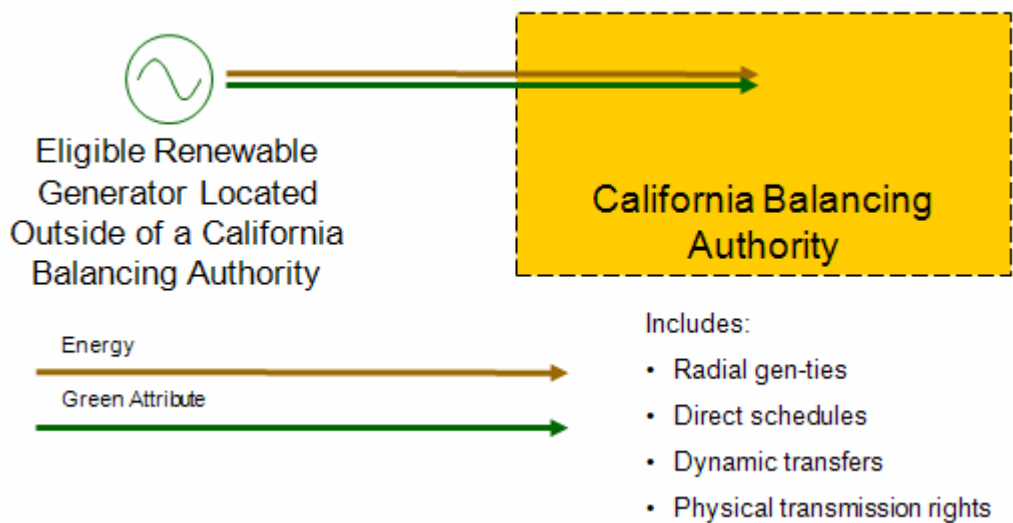 Eligible Renewable
Generator Located
Outside of a California
Balancing Authority
California Balancing
Authority
Energy
Green Attribute
Includes:
• Radial gen-ties
• Direct schedules
• Dynamic transfers
• Physical transmission rights